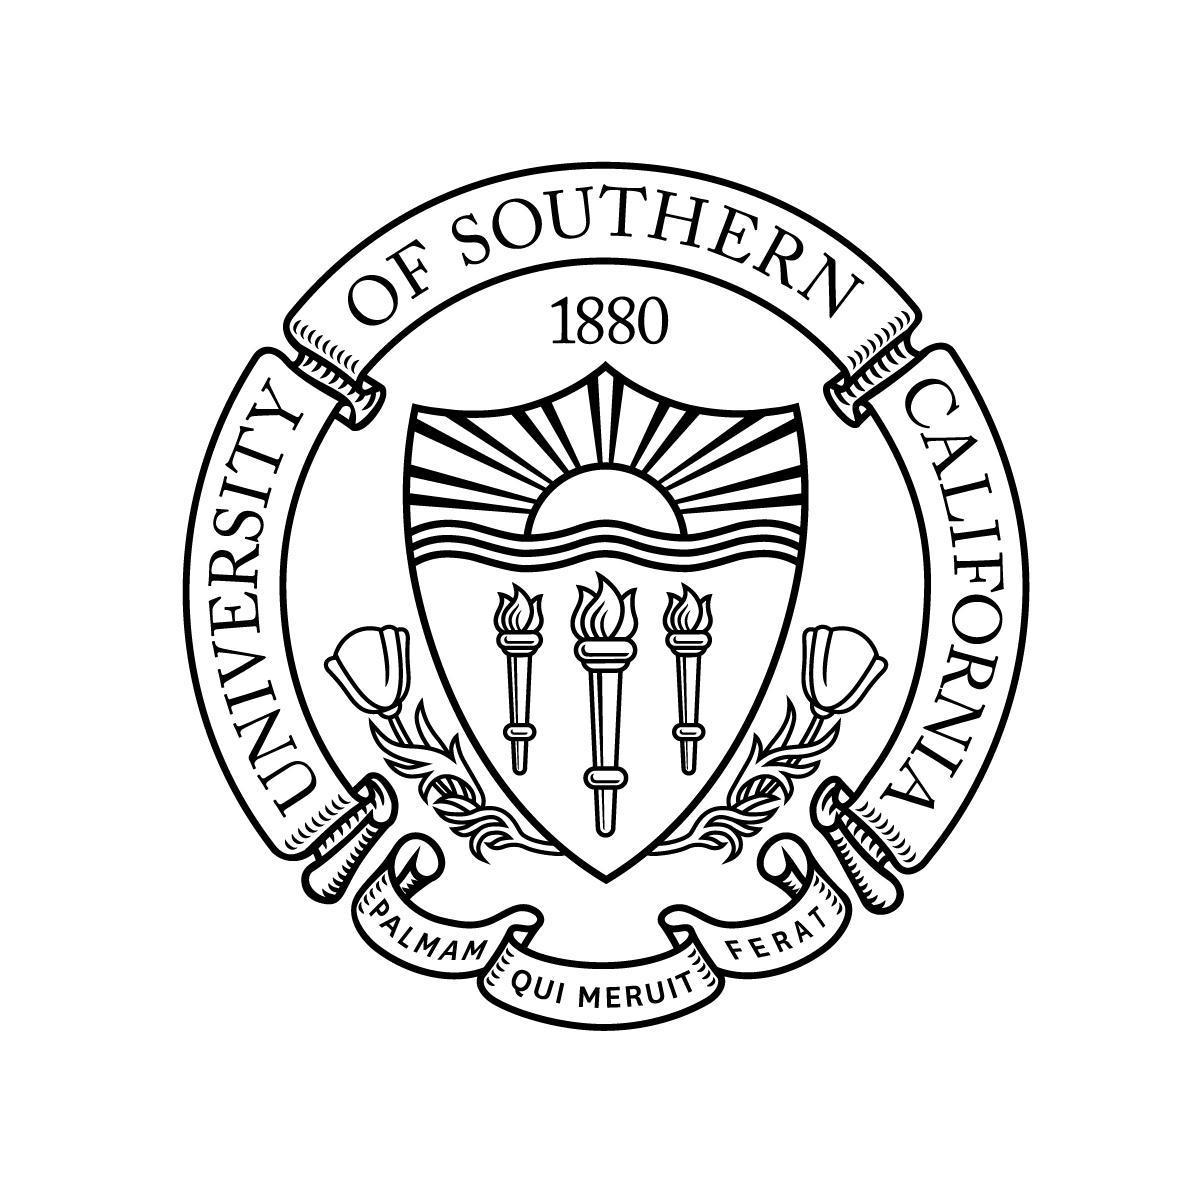 UNIVERSITY OF SOUTHERN CALIFORNIA
1880
PALMAM QUI MERUIT FERAT